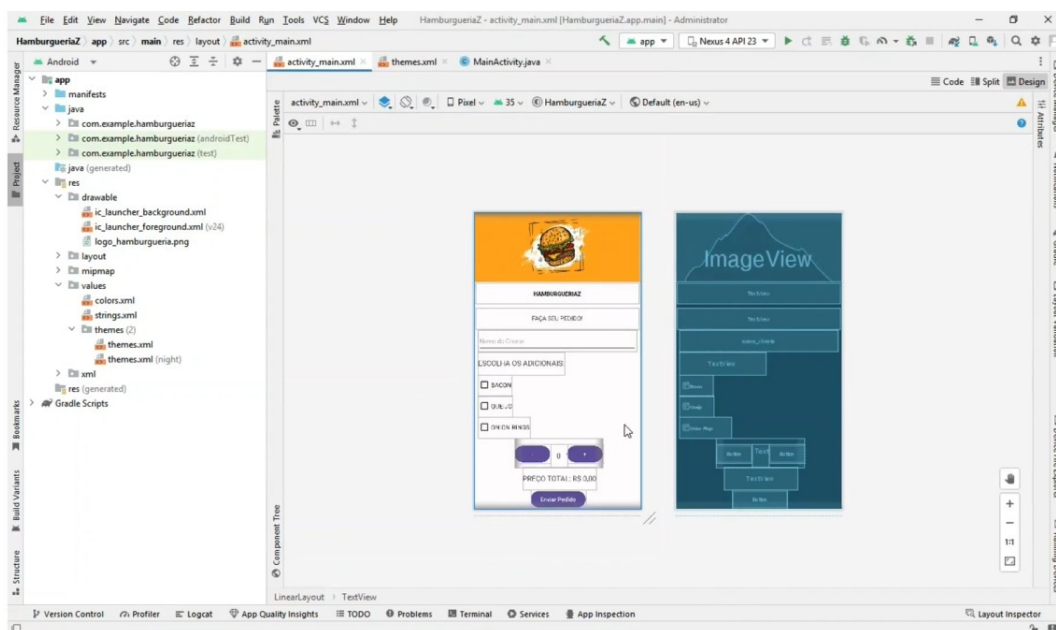 File Edit View Navigate Code Refactor Build Run Tools VCS Window Help HamburgueriaZ - activity_main.xml [HamburgueriaZ.app.main] - Administrator
HamburgueriaZ app src main res layout activity_main.xml
app Nexus 4 API 23
Android
activity_main.xml themes.xml MainActivity.java
Code Split Design
Resource Manager
Project
Bookmarks
Build Variants
Structure
app
manifests
java
com.example.hamburgueriaz
com.example.hamburgueriaz (androidTest)
com.example.hamburgueriaz (test)
java (generated)
res
drawable
ic_launcher_background.xml
ic_launcher_foreground.xml (v24)
logo_hamburgueria.png
layout
mipmap
values
colors.xml
strings.xml
themes (2)
themes.xml
themes.xml (night)
xml
res (generated)
Gradle Scripts
Palette
Component Tree
activity_main.xml Pixel 35 HamburgueriaZ Default (en-us)
Attributes
HAMBURGUERIAZ
FAÇA SEU PEDIDO!
ESCOLHA OS ADICIONAIS:
BACON
QUEIJO
ONION RINGS
- 0 +
PREÇO TOTAL: R$ 0,00
Enviar Pedido
ImageView
TextView
TextView
TextView
Text
TextView
Button
1:1
LinearLayout TextView
Version Control Profiler Logcat App Quality Insights TODO Problems Terminal Services App Inspection Layout Inspector